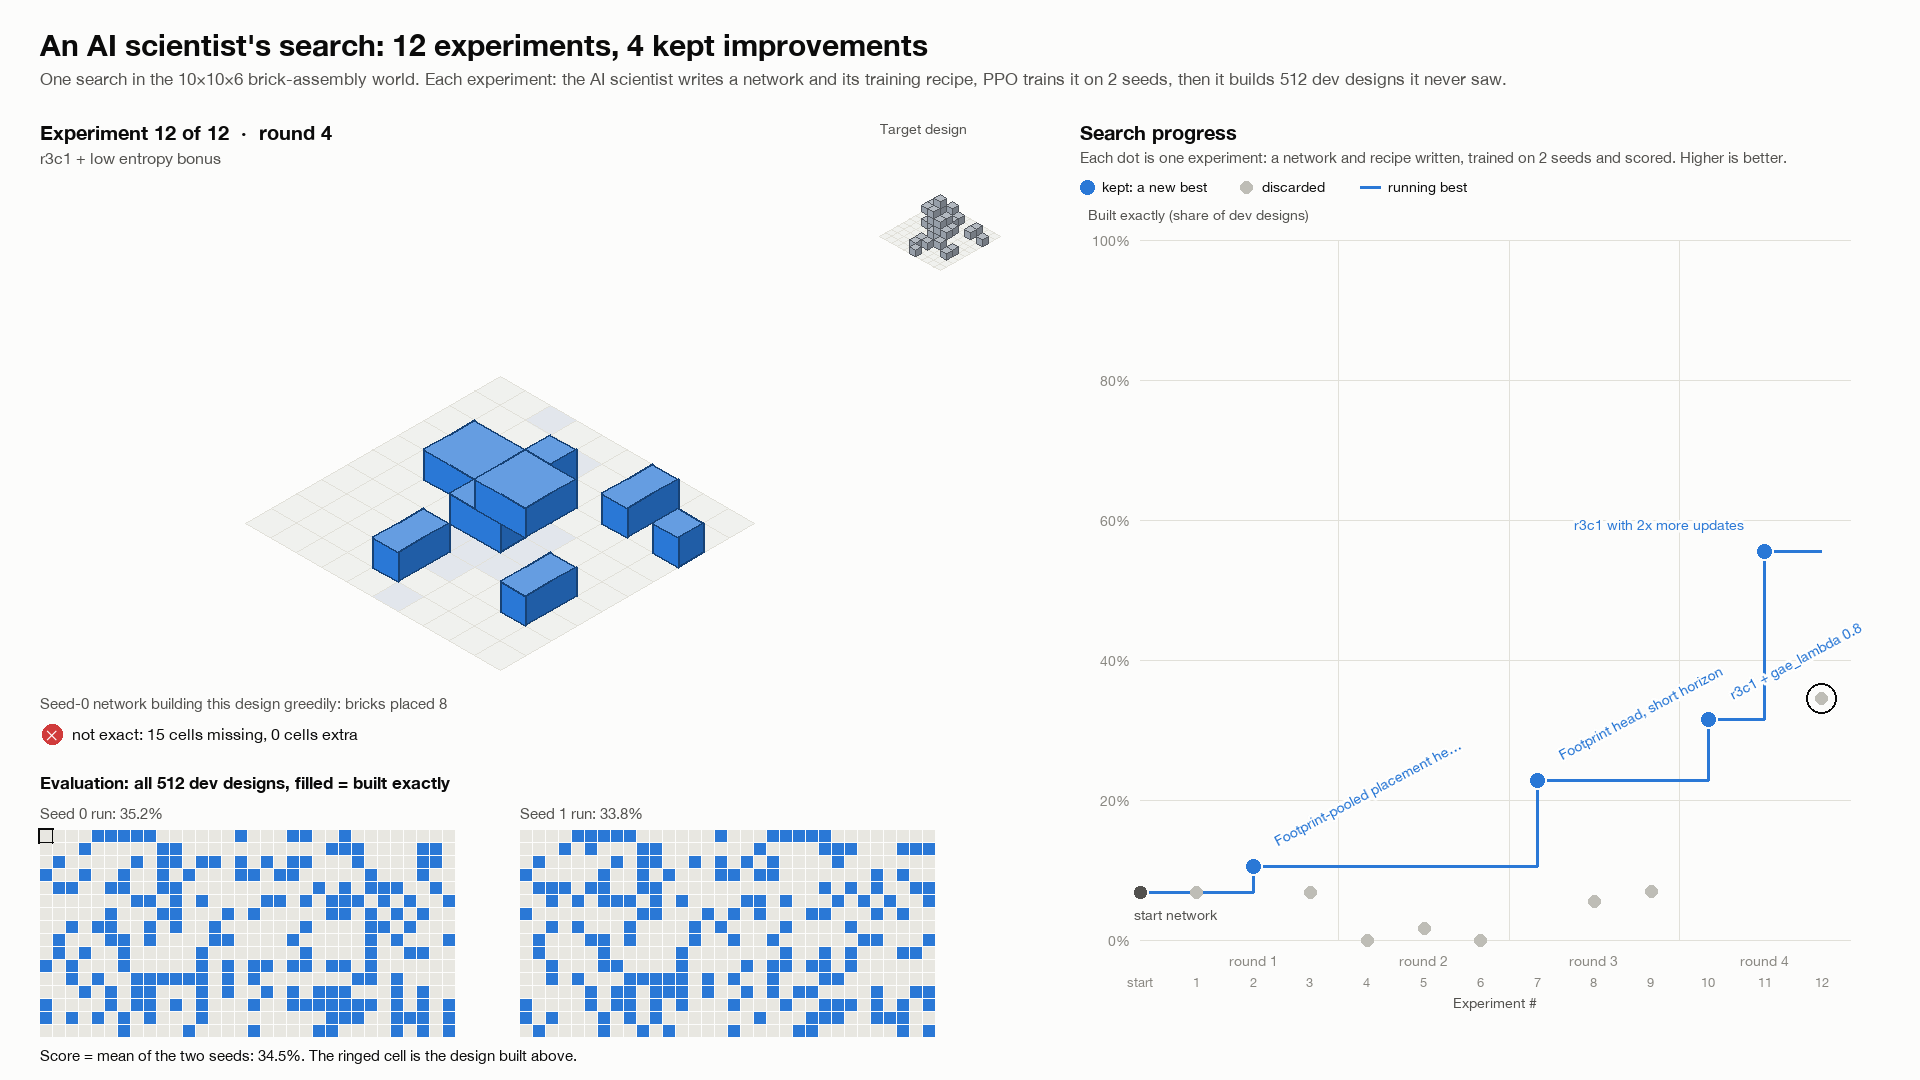 An AI scientist's search: 12 experiments, 4 kept improvements
One search in the 10×10×6 brick-assembly world. Each experiment: the AI scientist writes a network and its training recipe, PPO trains it on 2 seeds, then it builds 512 dev designs it never saw.
Experiment 12 of 12 · round 4
r3c1 + low entropy bonus
Target design
Seed-0 network building this design greedily: bricks placed 8
not exact: 15 cells missing, 0 cells extra
Evaluation: all 512 dev designs, filled = built exactly
Seed 0 run: 35.2%
Seed 1 run: 33.8%
Score = mean of the two seeds: 34.5%. The ringed cell is the design built above.
Search progress
Each dot is one experiment: a network and recipe written, trained on 2 seeds and scored. Higher is better.
kept: a new best
discarded
running best
Built exactly (share of dev designs)
100%
80%
60%
40%
20%
0%
r3c1 with 2x more updates
r3c1 + gae_lambda 0.8
Footprint head, short horizon
Footprint-pooled placement he…
start network
round 1
round 2
round 3
round 4
start
1
2
3
4
5
6
7
8
9
10
11
12
Experiment #